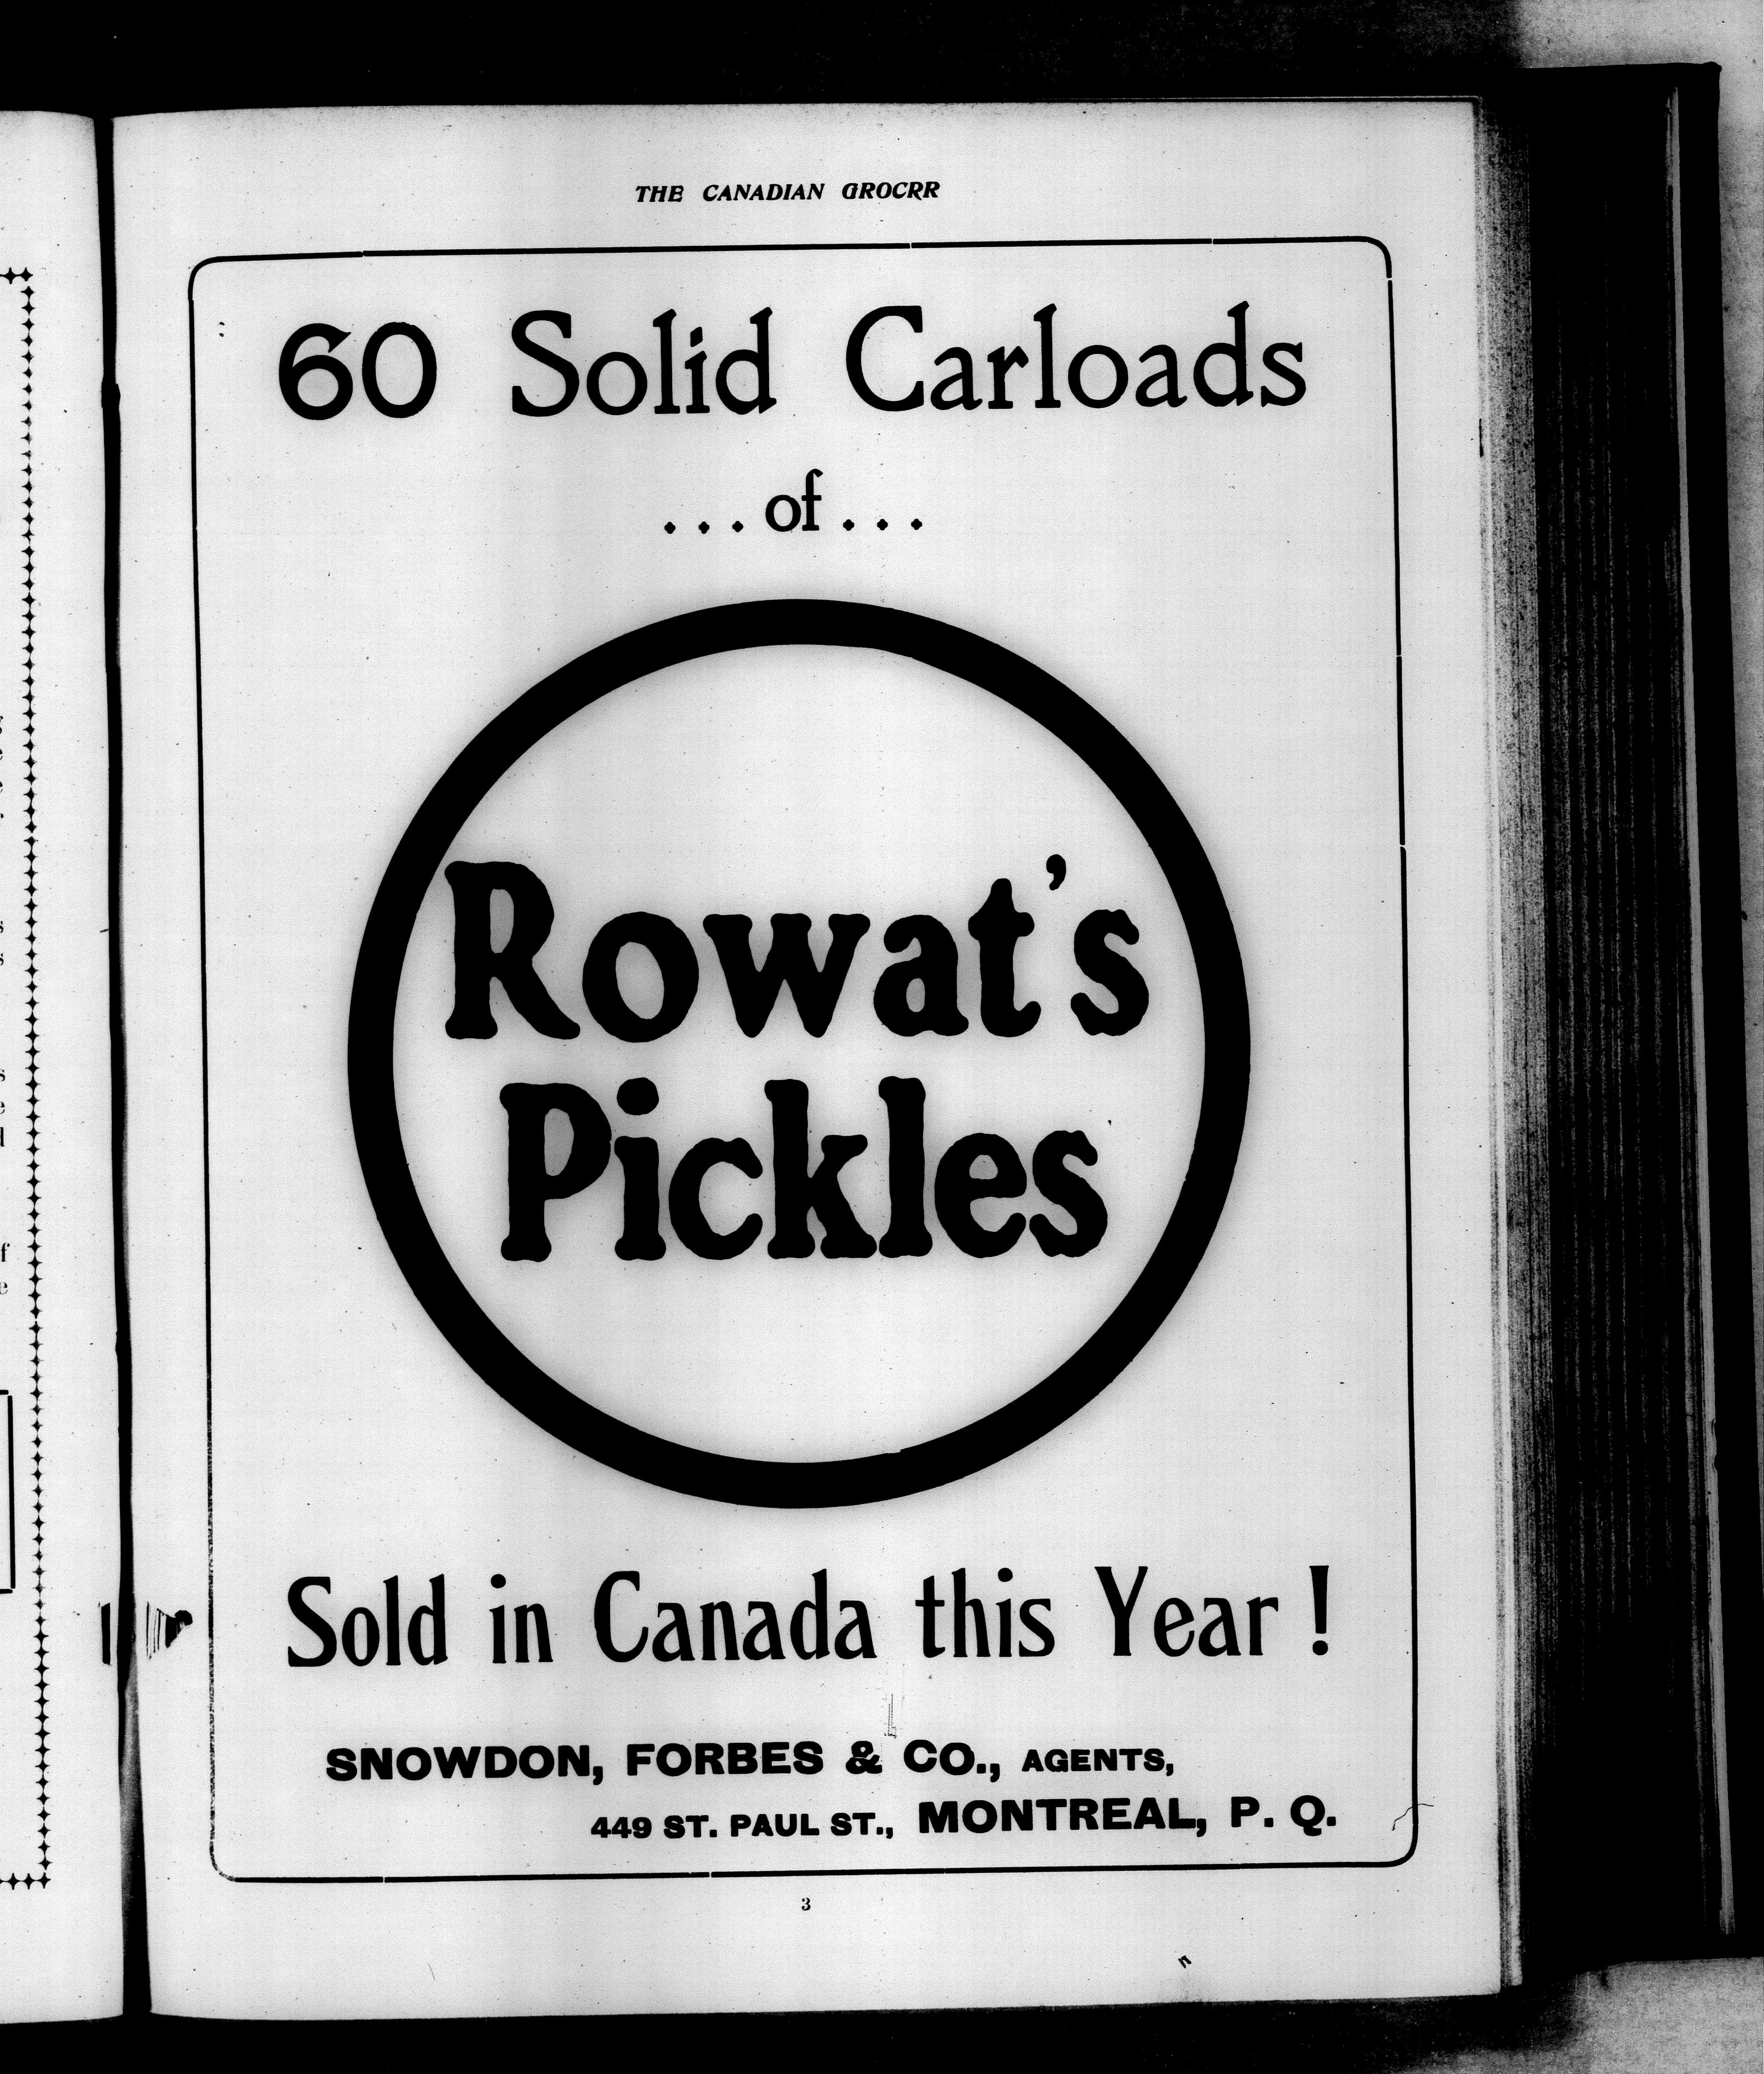 THE CANADIAN GROCRR
60 Solid Carloads
...of...
Rowat's
Pickles
Sold in Canada this Year!
SNOWDON, FORBES & CO., AGENTS,
449 ST. PAUL ST., MONTREAL, P. Q.
3